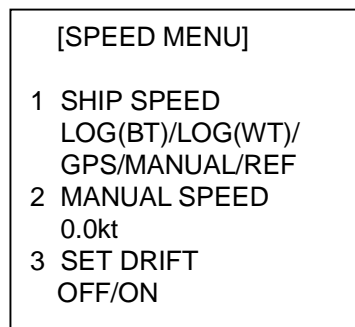 [SPEED MENU]
1 SHIP SPEED
LOG(BT)/LOG(WT)/
GPS/MANUAL/REF
2 MANUAL SPEED
0.0kt
3 SET DRIFT
OFF/ON